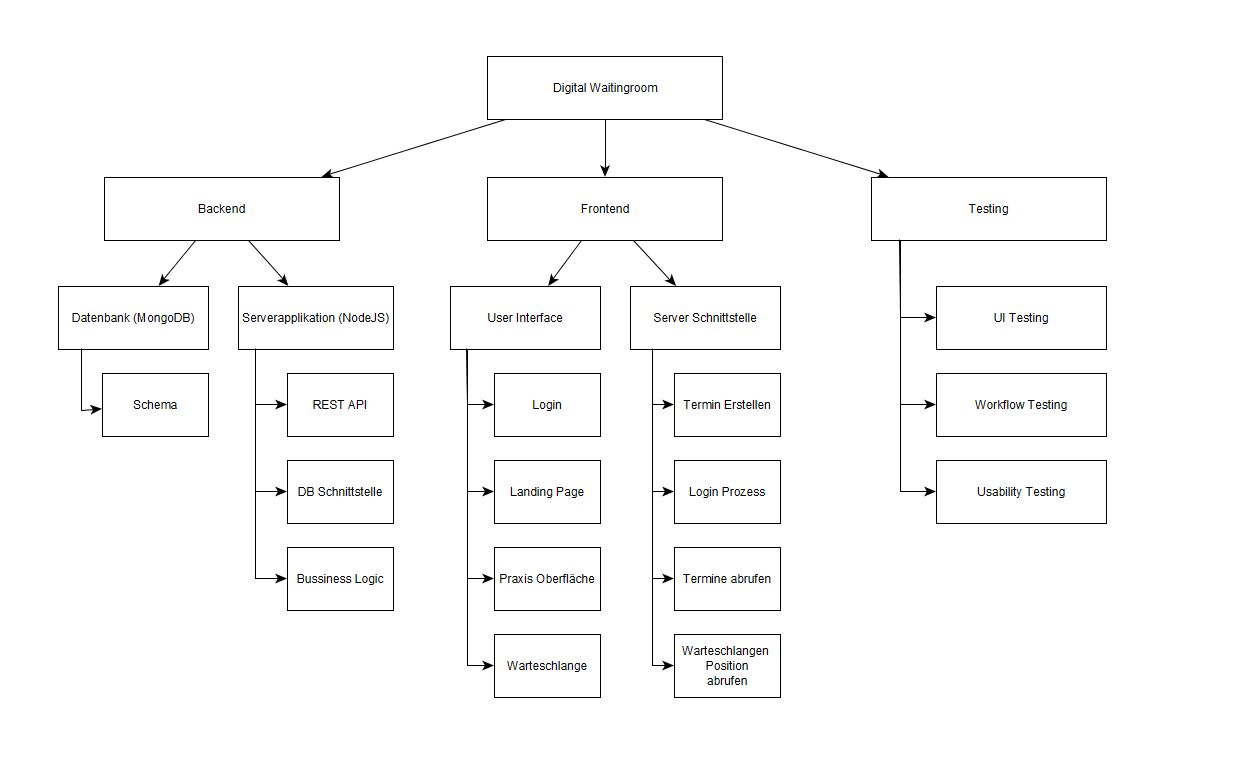 Digital Waitingroom
Backend
Frontend
Testing
Datenbank (MongoDB)
Serverapplikation (NodeJS)
User Interface
Server Schnittstelle
UI Testing
Schema
REST API
Login
Termin Erstellen
Workflow Testing
DB Schnittstelle
Landing Page
Login Prozess
Usability Testing
Bussiness Logic
Praxis Oberfläche
Termine abrufen
Warteschlange
Warteschlangen
Position
abrufen